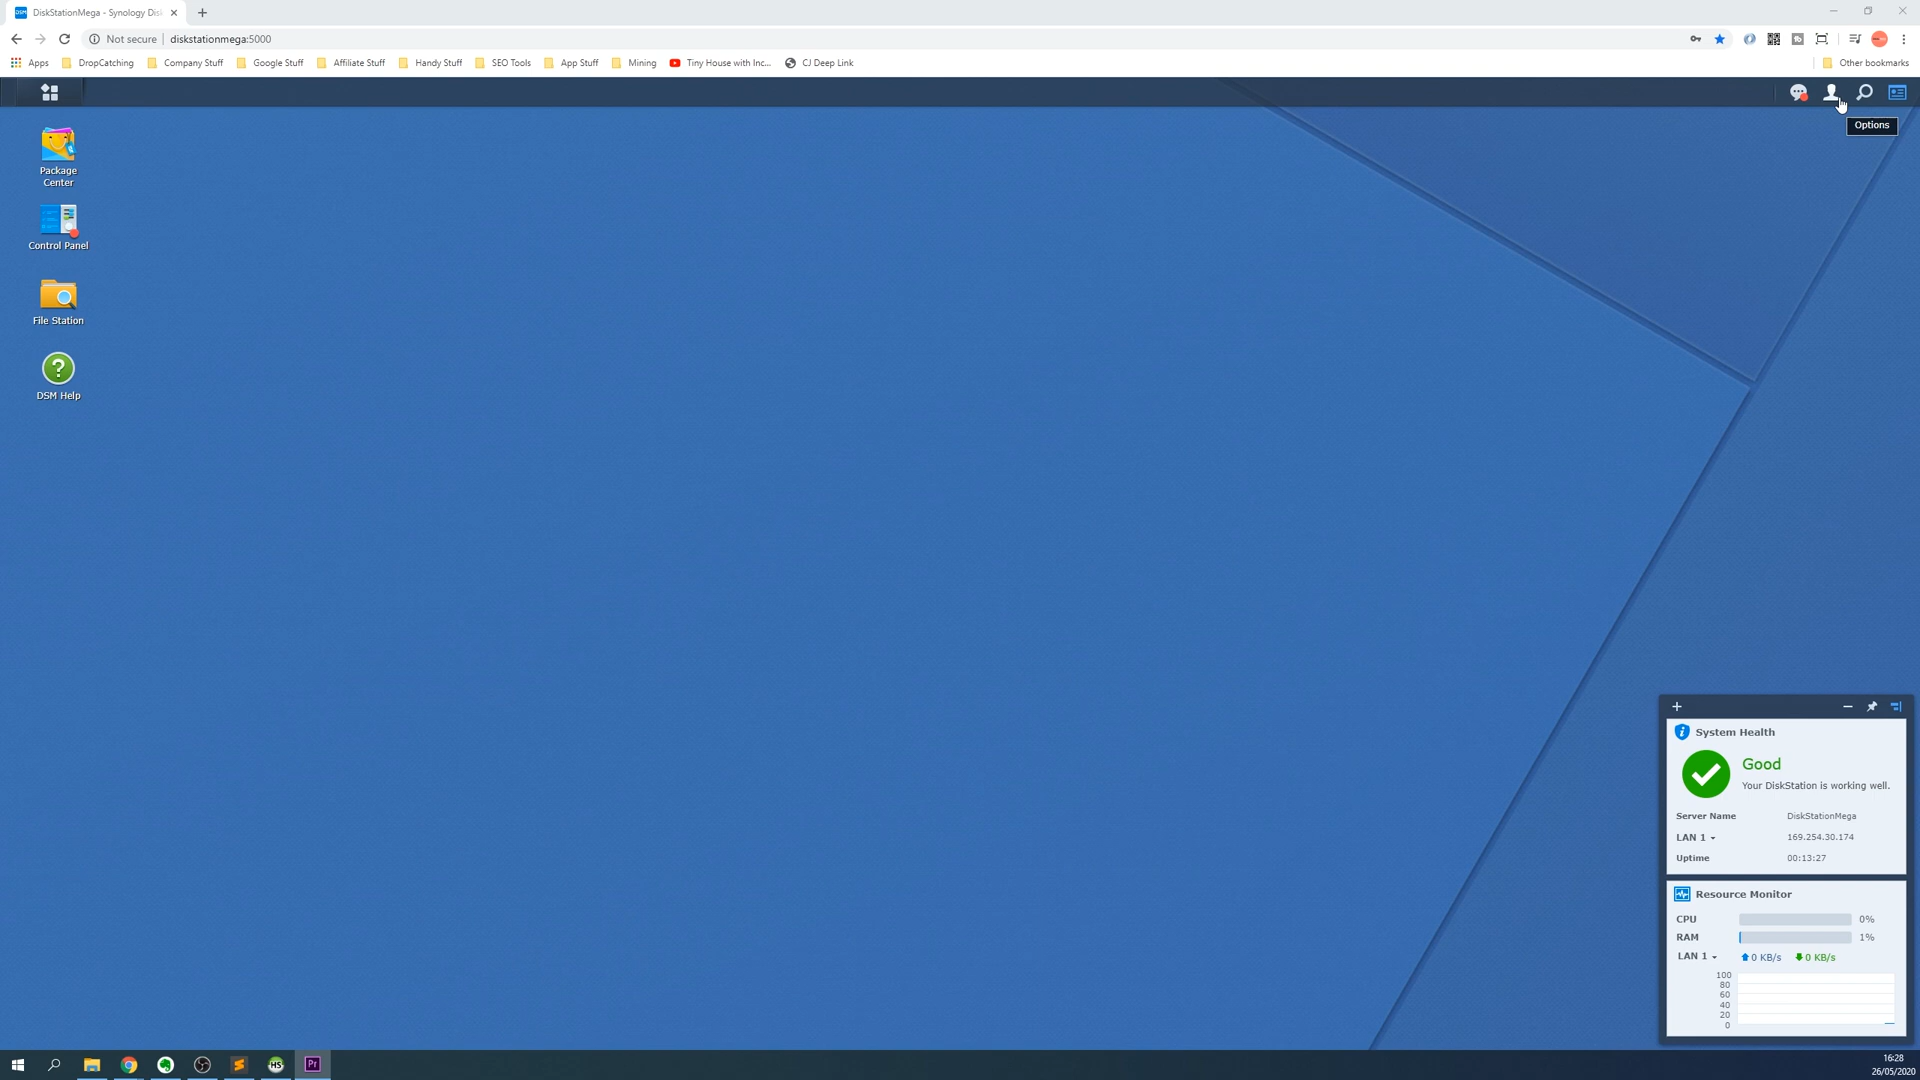 DiskStationMega - Synology Dis
Not secure
diskstationmega:5000
Apps
DropCatching
Company Stuff
Google Stuff
Affiliate Stuff
Handy Stuff
SEO Tools
App Stuff
Mining
Tiny House with Inc...
CJ Deep Link
Other bookmarks
Options
Package
Center
Control Panel
File Station
DSM Help
System Health
Good
Your DiskStation is working well.
Server Name DiskStationMega
LAN 1 169.254.30.174
Uptime 00:13:27
Resource Monitor
CPU 0%
RAM 1%
LAN 1 0 KB/s 0 KB/s
100
80
60
40
20
0
HS
Pr
16:28
26/05/2020